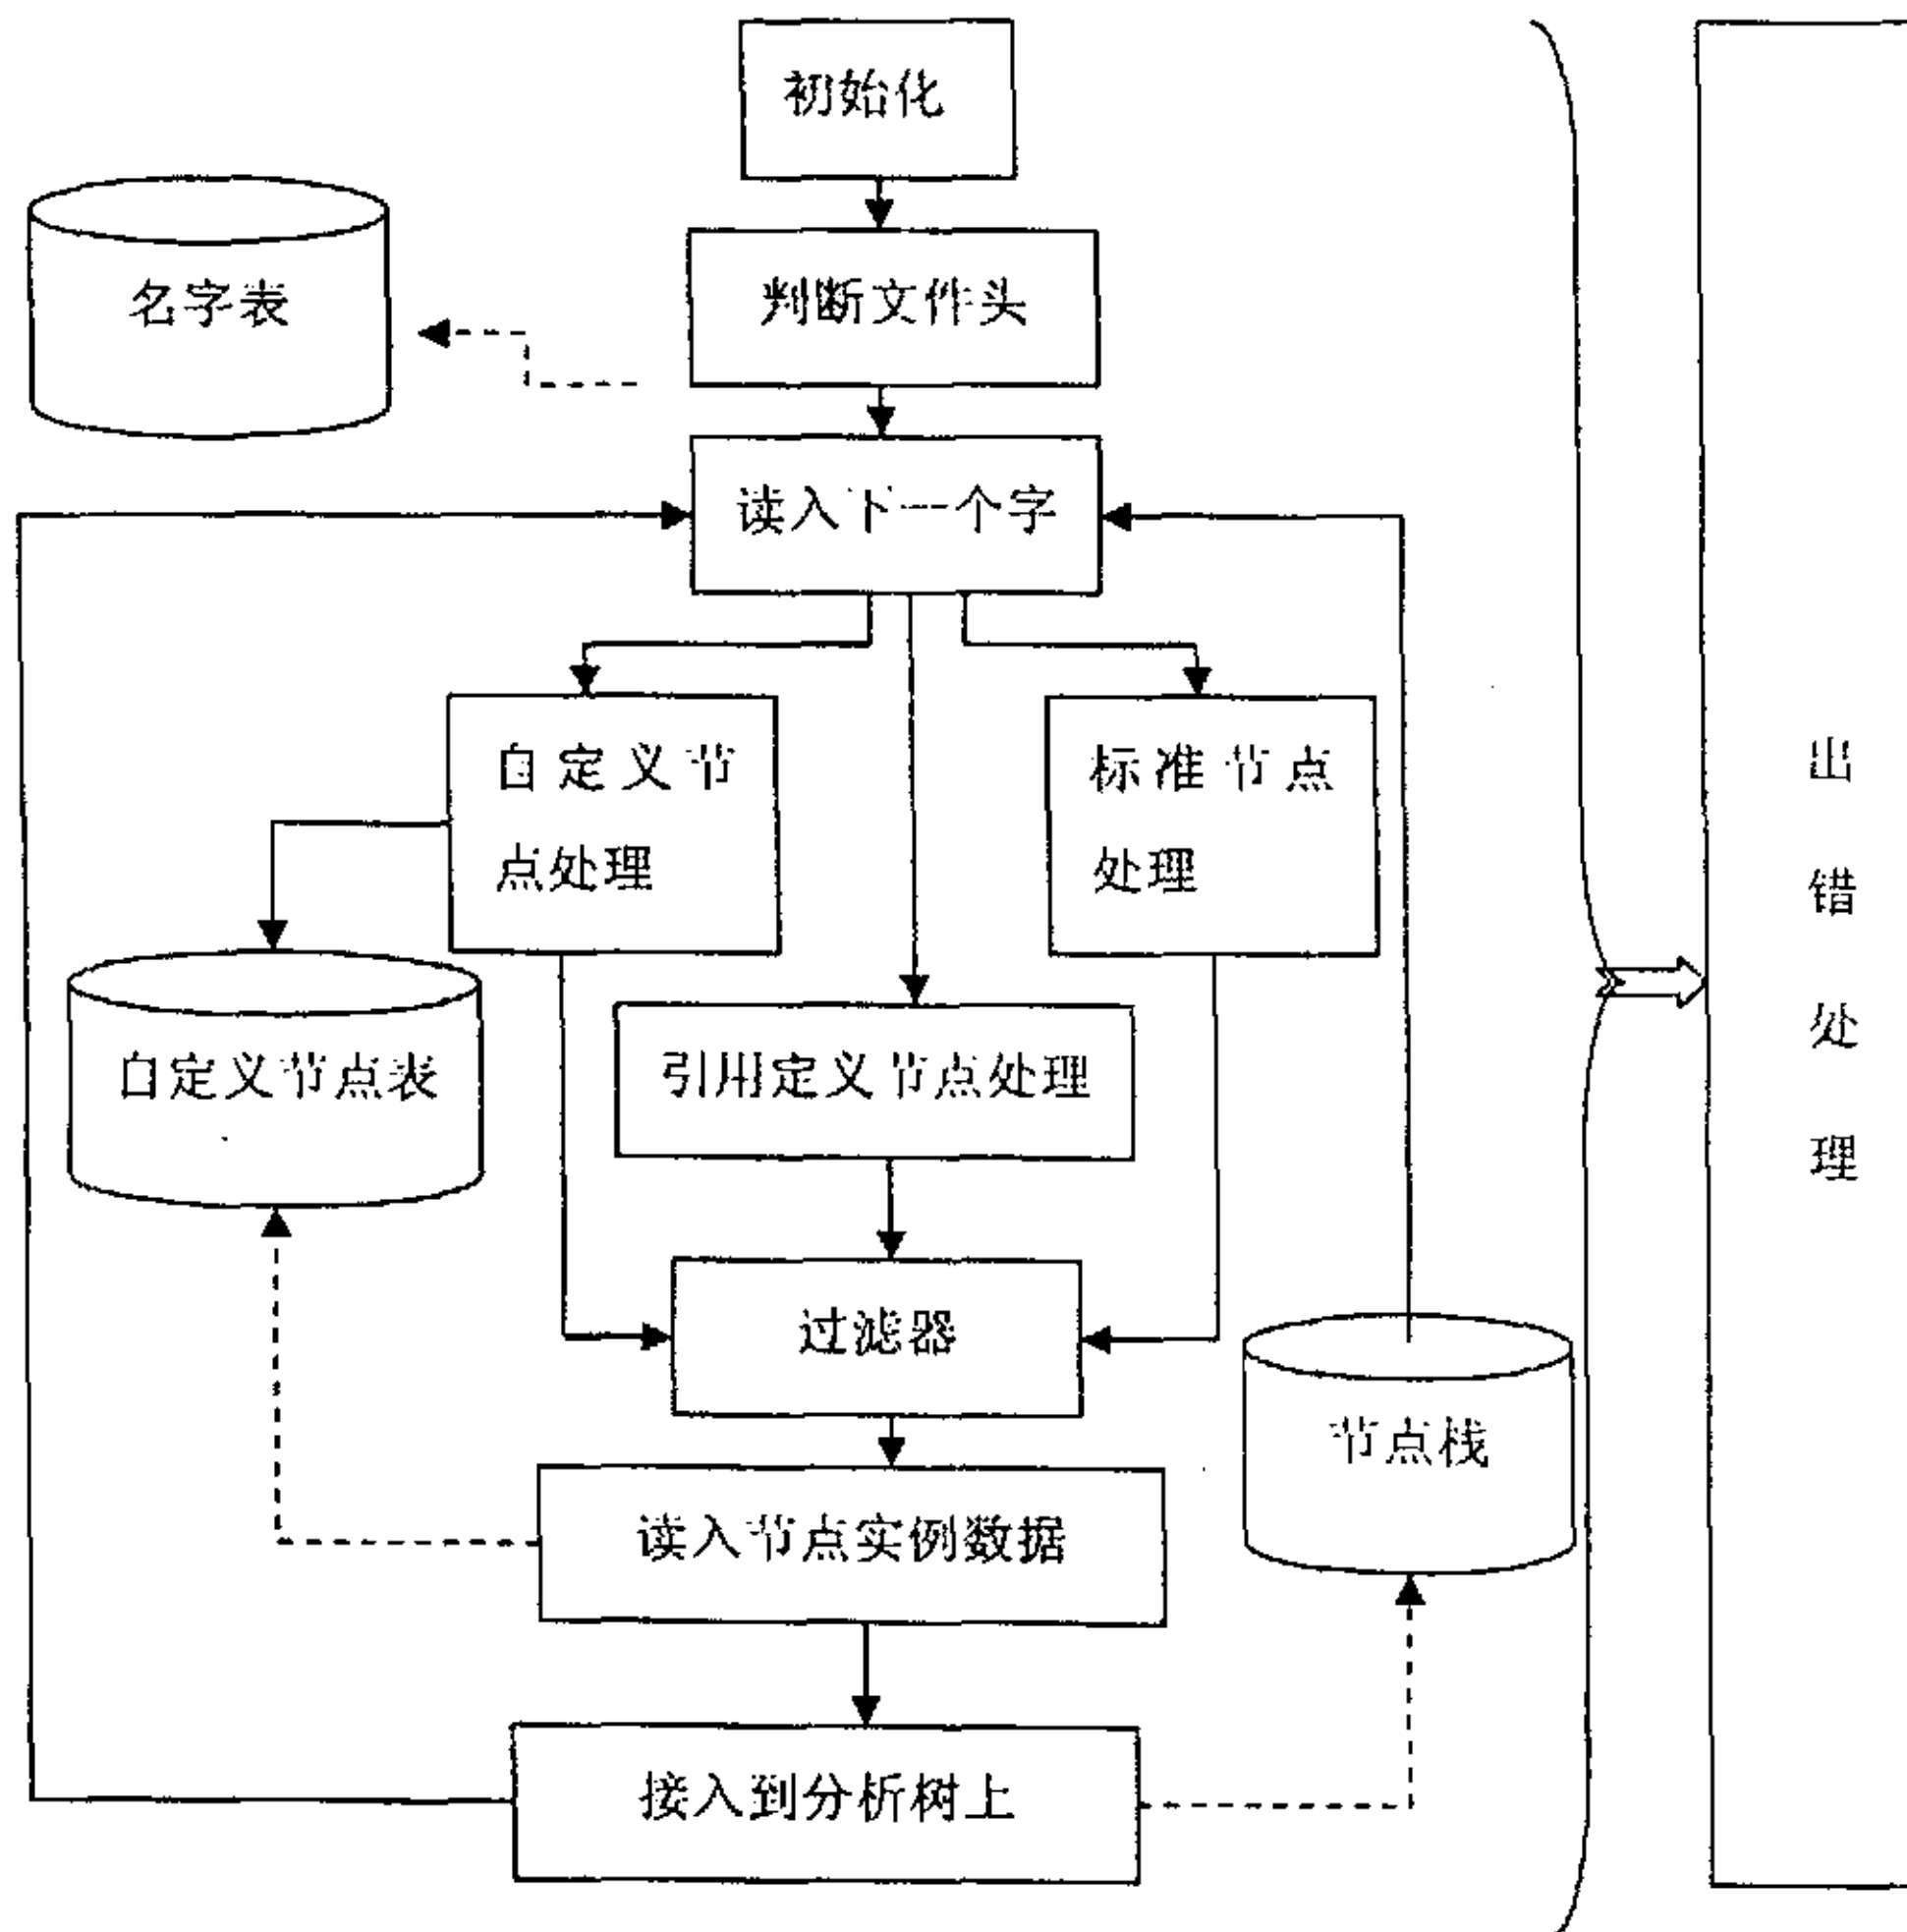 初始化
名字表
判断文件头
读入下一个字
自定义节
点处理
标准节点
处理
自定义节点表
引用定义节点处理
过滤器
节点栈
读入节点实例数据
接入到分析树上
出
错
处
理